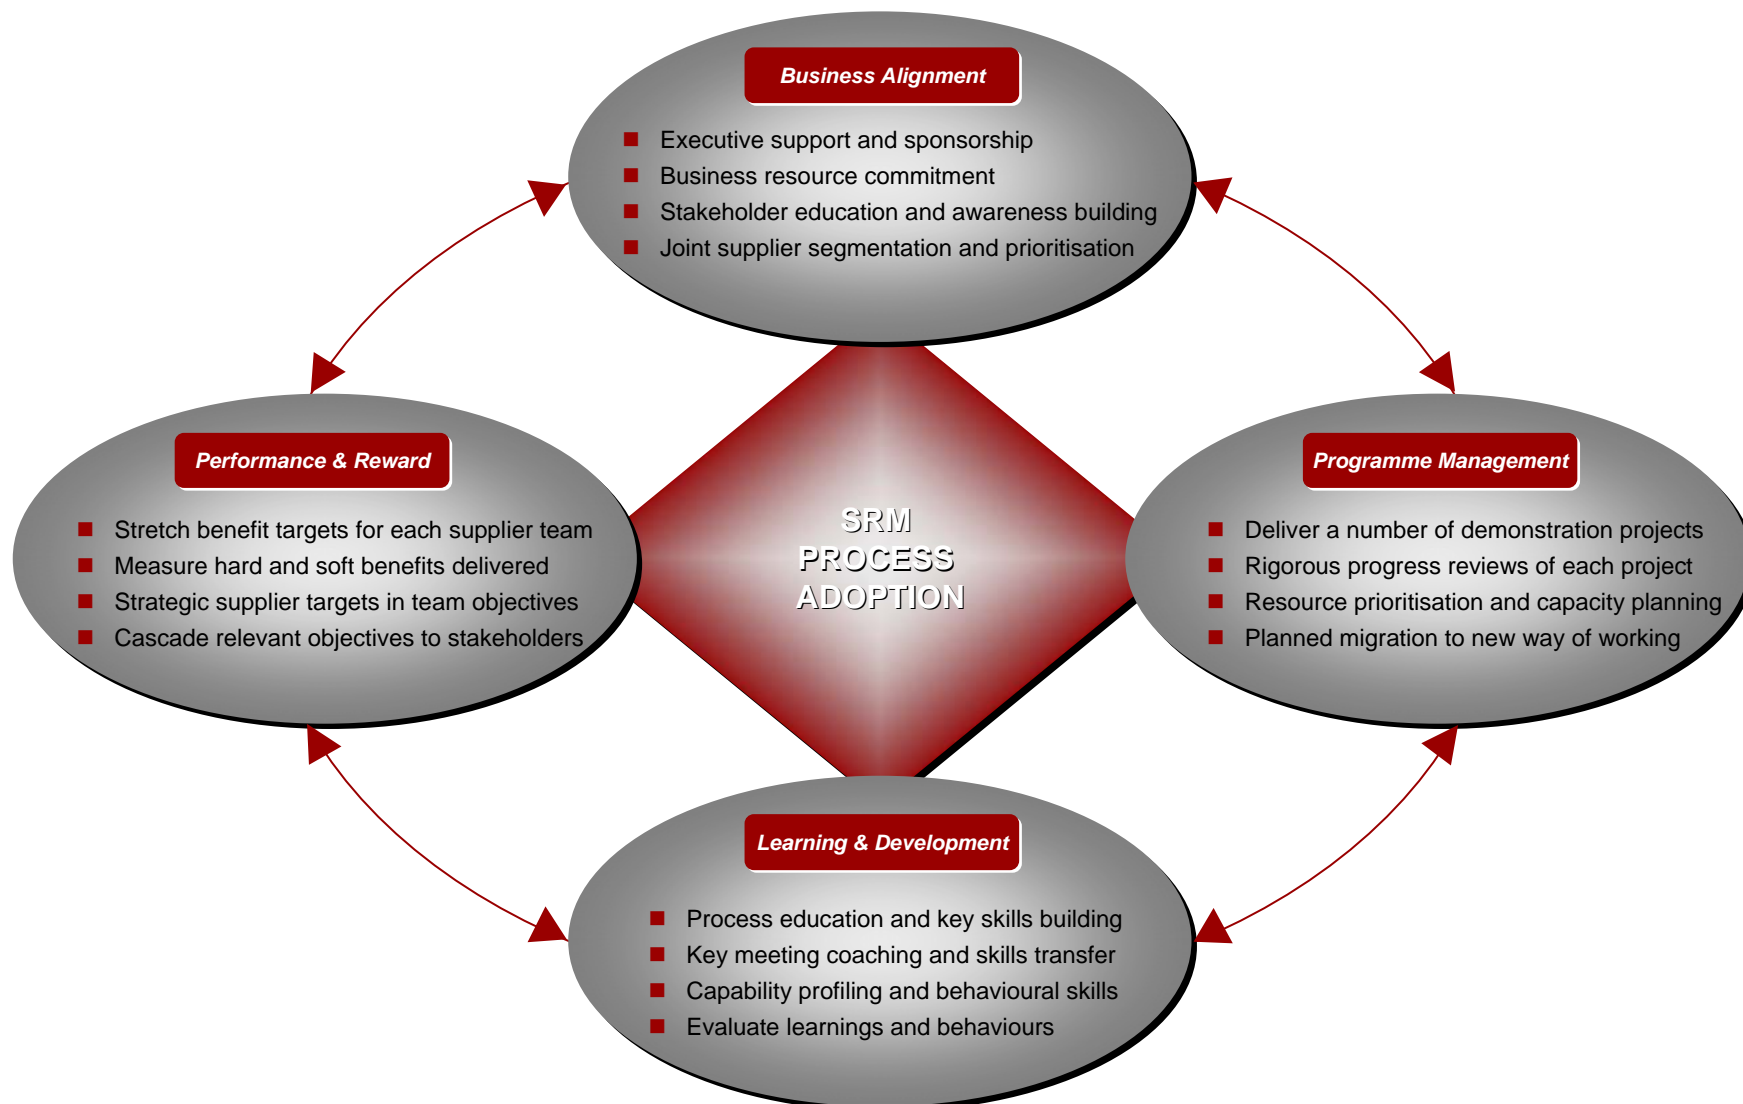 Business Alignment
Executive support and sponsorship
Business resource commitment
Stakeholder education and awareness building
Joint supplier segmentation and prioritisation
Performance & Reward
Stretch benefit targets for each supplier team
Measure hard and soft benefits delivered
Strategic supplier targets in team objectives
Cascade relevant objectives to stakeholders
SRM
PROCESS
ADOPTION
Programme Management
Deliver a number of demonstration projects
Rigorous progress reviews of each project
Resource prioritisation and capacity planning
Planned migration to new way of working
Learning & Development
Process education and key skills building
Key meeting coaching and skills transfer
Capability profiling and behavioural skills
Evaluate learnings and behaviours